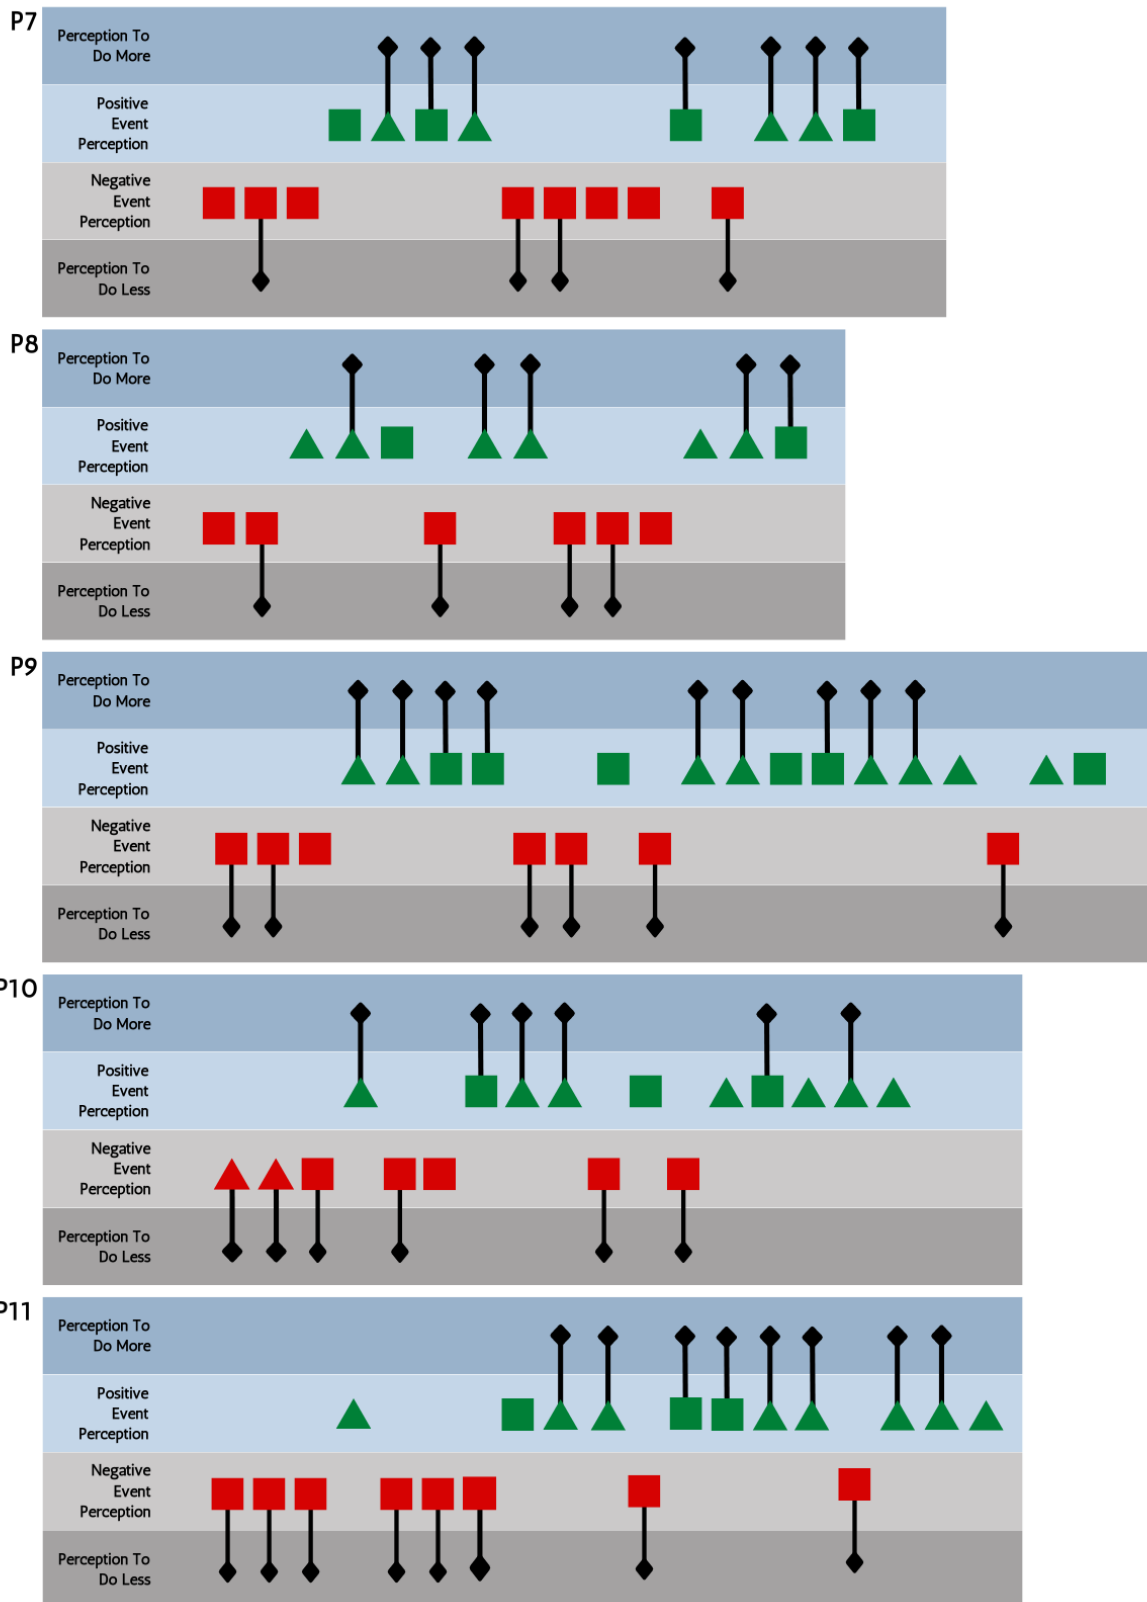 P7
Perception To
Do More
Positive
Event
Perception
Negative
Event
Perception
Perception To
Do Less
P8
Perception To
Do More
Positive
Event
Perception
Negative
Event
Perception
Perception To
Do Less
P9
Perception To
Do More
Positive
Event
Perception
Negative
Event
Perception
Perception To
Do Less
P10
Perception To
Do More
Positive
Event
Perception
Negative
Event
Perception
Perception To
Do Less
P11
Perception To
Do More
Positive
Event
Perception
Negative
Event
Perception
Perception To
Do Less